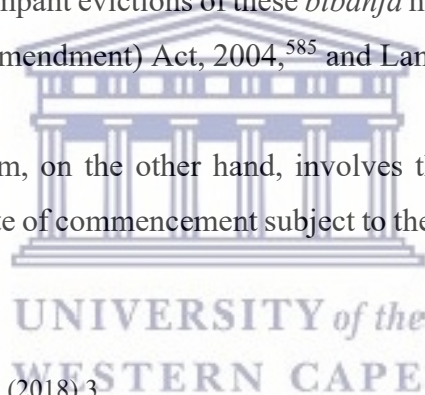 mpant evictions of these bibanja
mendment) Act, 2004,585 and Lan
m, on the other hand, involves th
te of commencement subject to the
UNIVERSITY of the
WESTERN CAPE
(2018) 3